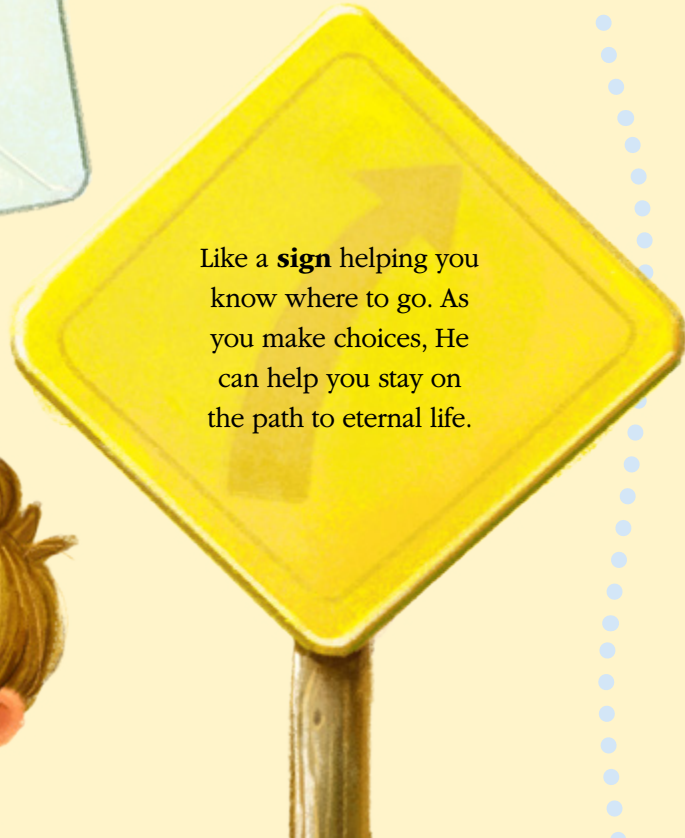 Like a sign helping you
know where to go. As
you make choices, He
can help you stay on
the path to eternal life.